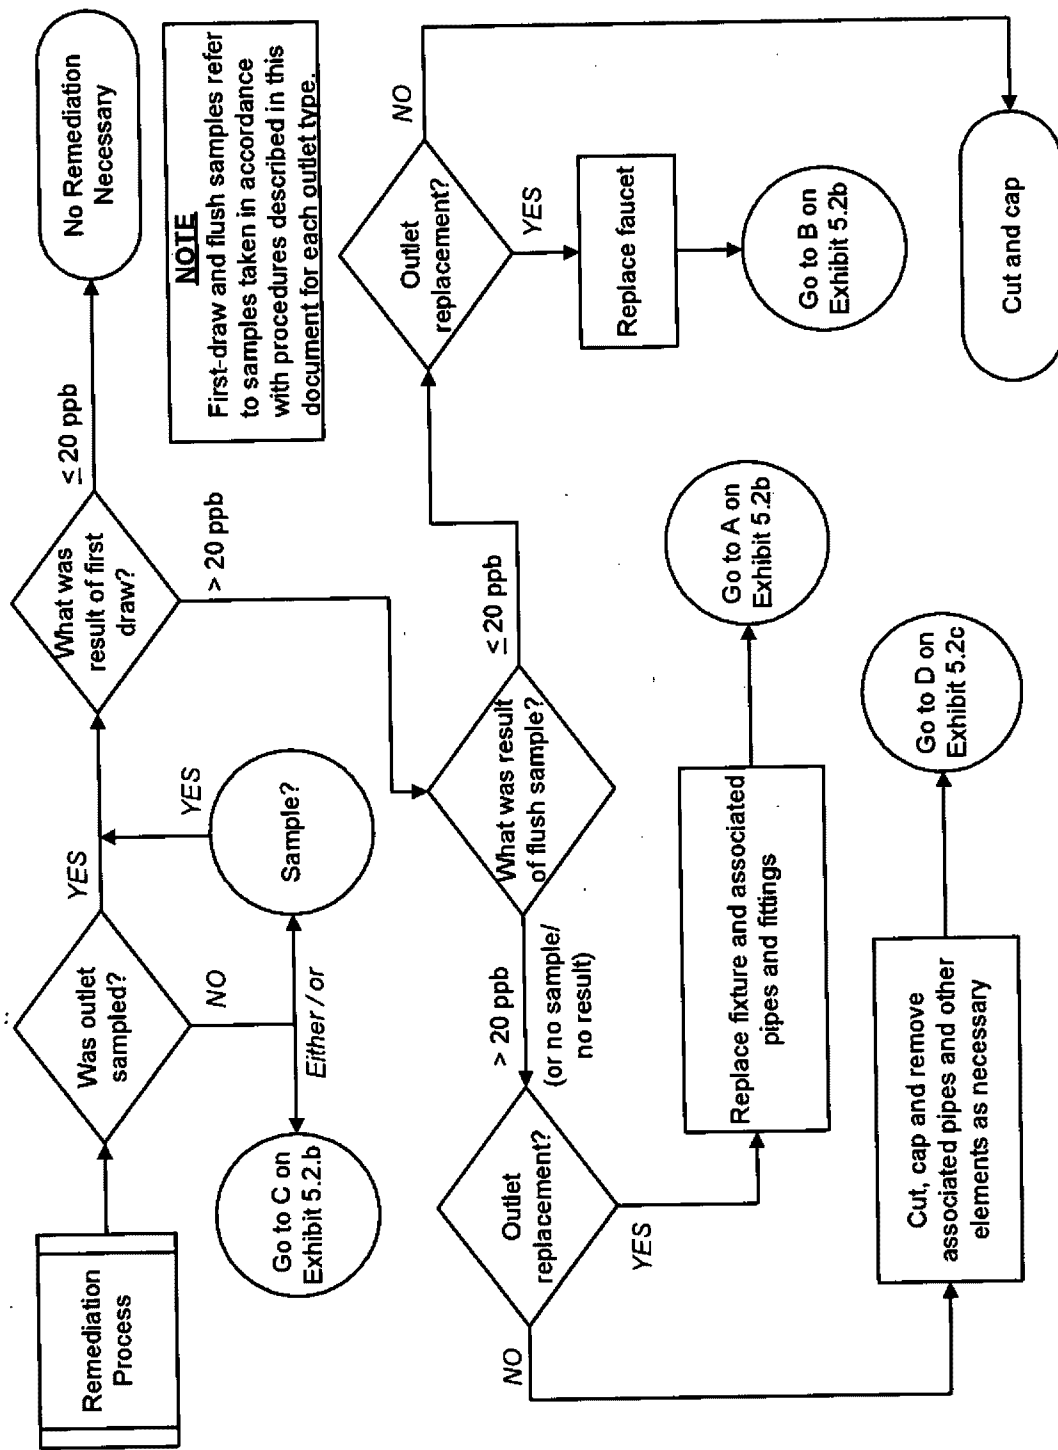 Remediation
Process
Was outlet
sampled?
YES
NO
Either / or
Go to C on
Exhibit 5.2.b
Sample?
YES
What was
result of first
draw?
≤ 20 ppb
> 20 ppb
No Remediation
Necessary
NOTE
First-draw and flush samples refer
to samples taken in accordance
with procedures described in this
document for each outlet type.
What was result
of flush sample?
> 20 ppb
(or no sample/
no result)
≤ 20 ppb
Outlet
replacement?
NO
YES
Replace fixture and associated
pipes and fittings
Go to A on
Exhibit 5.2b
Cut, cap and remove
associated pipes and other
elements as necessary
Go to D on
Exhibit 5.2c
Outlet
replacement?
NO
YES
Replace faucet
Go to B on
Exhibit 5.2b
Cut and cap